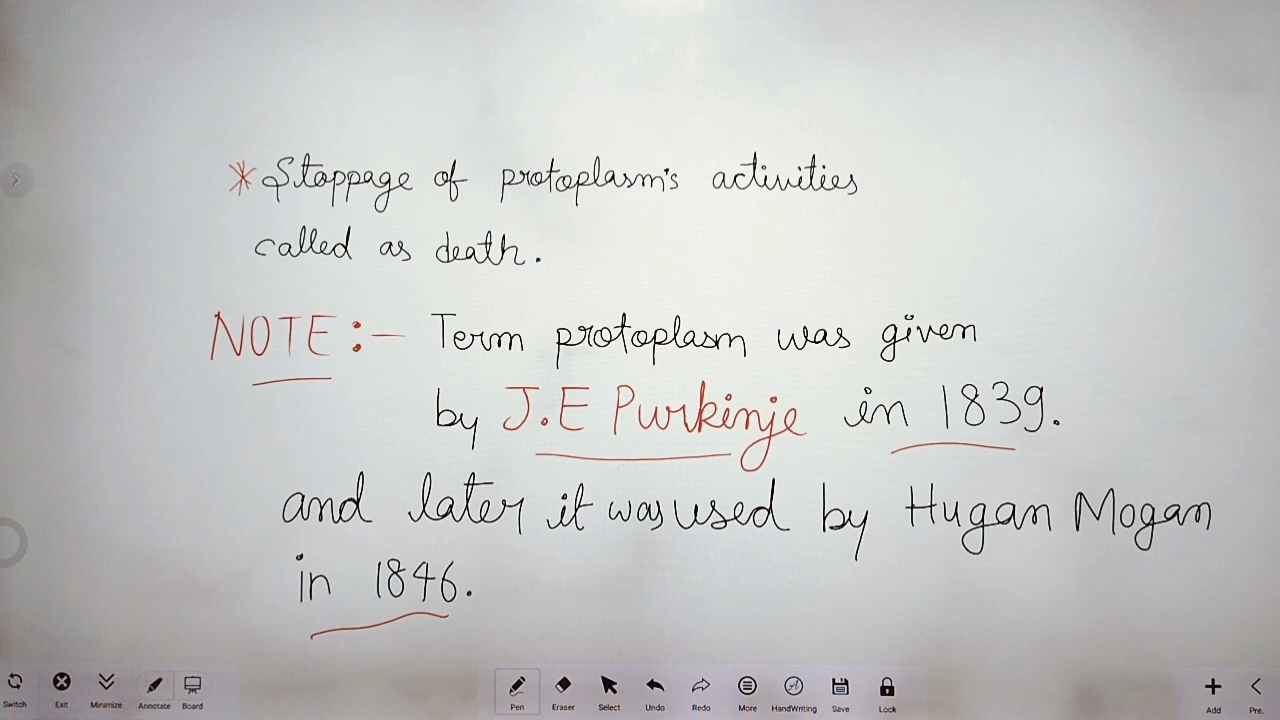 * Stoppage of protoplasm's activities
called as death.
NOTE :- Term protoplasm was given
by J.E Purkinje in 1839.
and later it was used by Hugan Mogan
in 1846.
Switch Exit Minimize Annotate Board Pen Eraser Select Undo Redo More HandWriting Save Lock Add Pre.